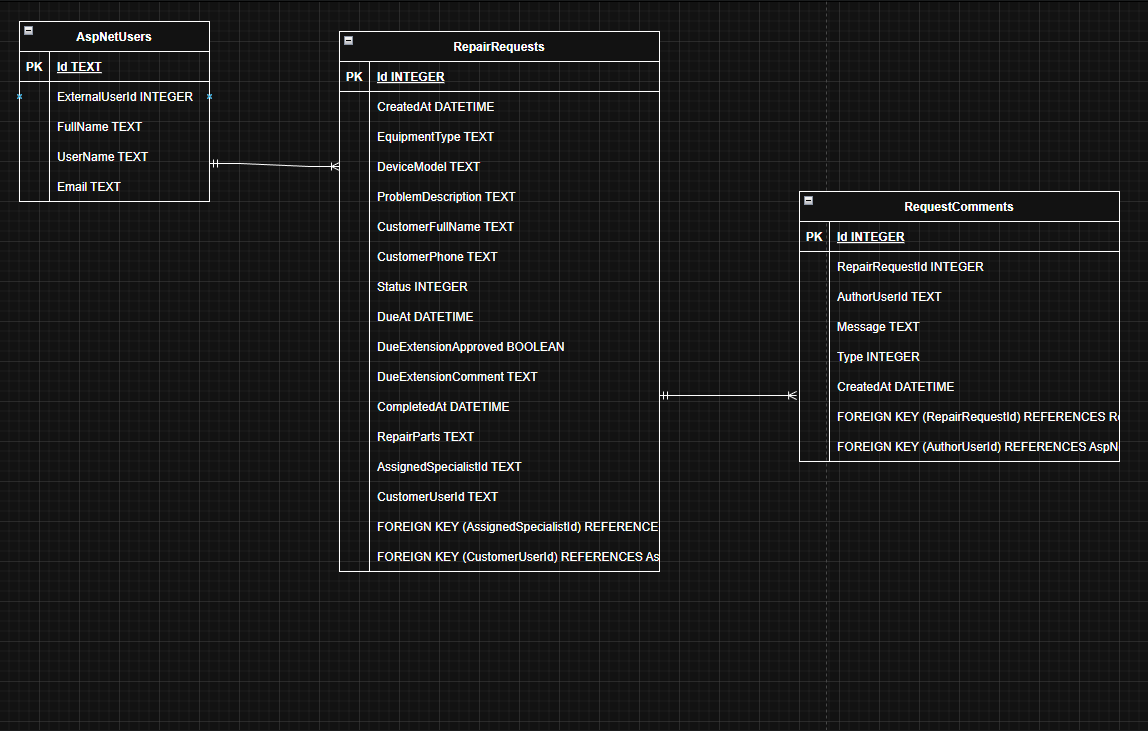 AspNetUsers
PK Id TEXT
ExternalUserId INTEGER
FullName TEXT
UserName TEXT
Email TEXT
RepairRequests
PK Id INTEGER
CreatedAt DATETIME
EquipmentType TEXT
DeviceModel TEXT
ProblemDescription TEXT
CustomerFullName TEXT
CustomerPhone TEXT
Status INTEGER
DueAt DATETIME
DueExtensionApproved BOOLEAN
DueExtensionComment TEXT
CompletedAt DATETIME
RepairParts TEXT
AssignedSpecialistId TEXT
CustomerUserId TEXT
FOREIGN KEY (AssignedSpecialistId) REFERENCE
FOREIGN KEY (CustomerUserId) REFERENCES As
RequestComments
PK Id INTEGER
RepairRequestId INTEGER
AuthorUserId TEXT
Message TEXT
Type INTEGER
CreatedAt DATETIME
FOREIGN KEY (RepairRequestId) REFERENCES R
FOREIGN KEY (AuthorUserId) REFERENCES AspN